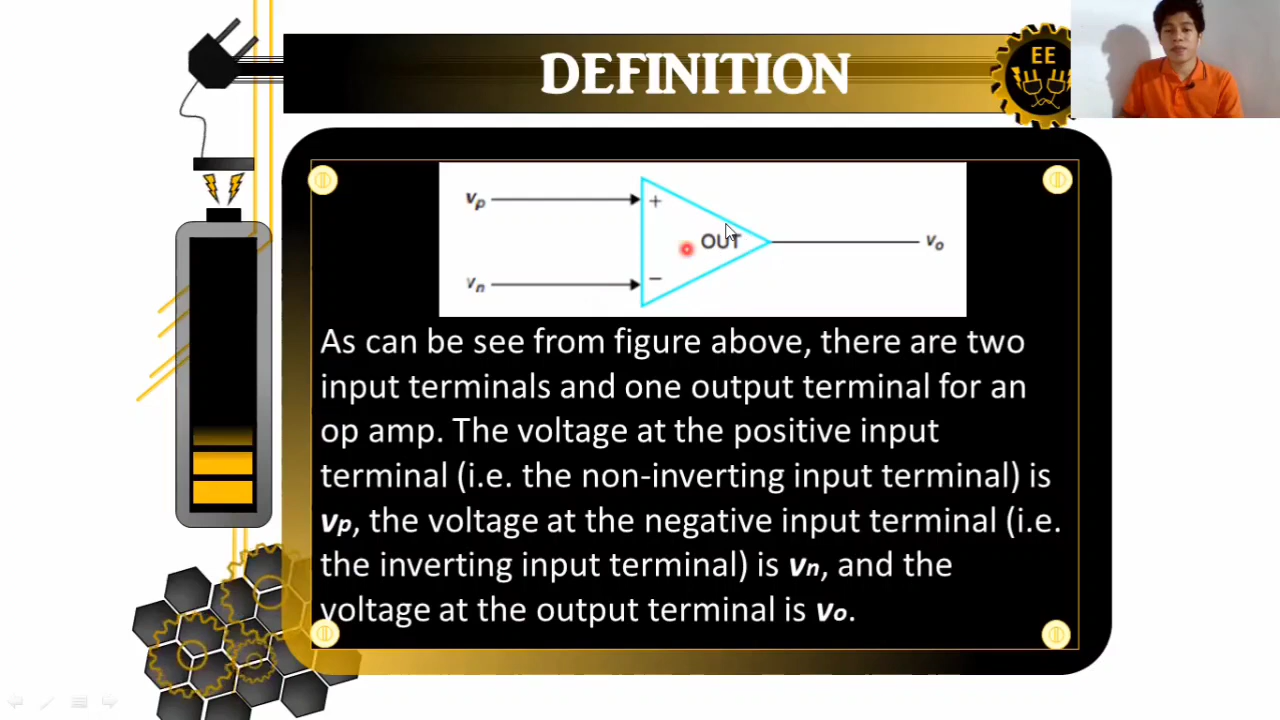 DEFINITION
EE
vp
+
OUT
vo
vn
−
As can be see from figure above, there are two
input terminals and one output terminal for an
op amp. The voltage at the positive input
terminal (i.e. the non-inverting input terminal) is
vp, the voltage at the negative input terminal (i.e.
the inverting input terminal) is vn, and the
voltage at the output terminal is vo.